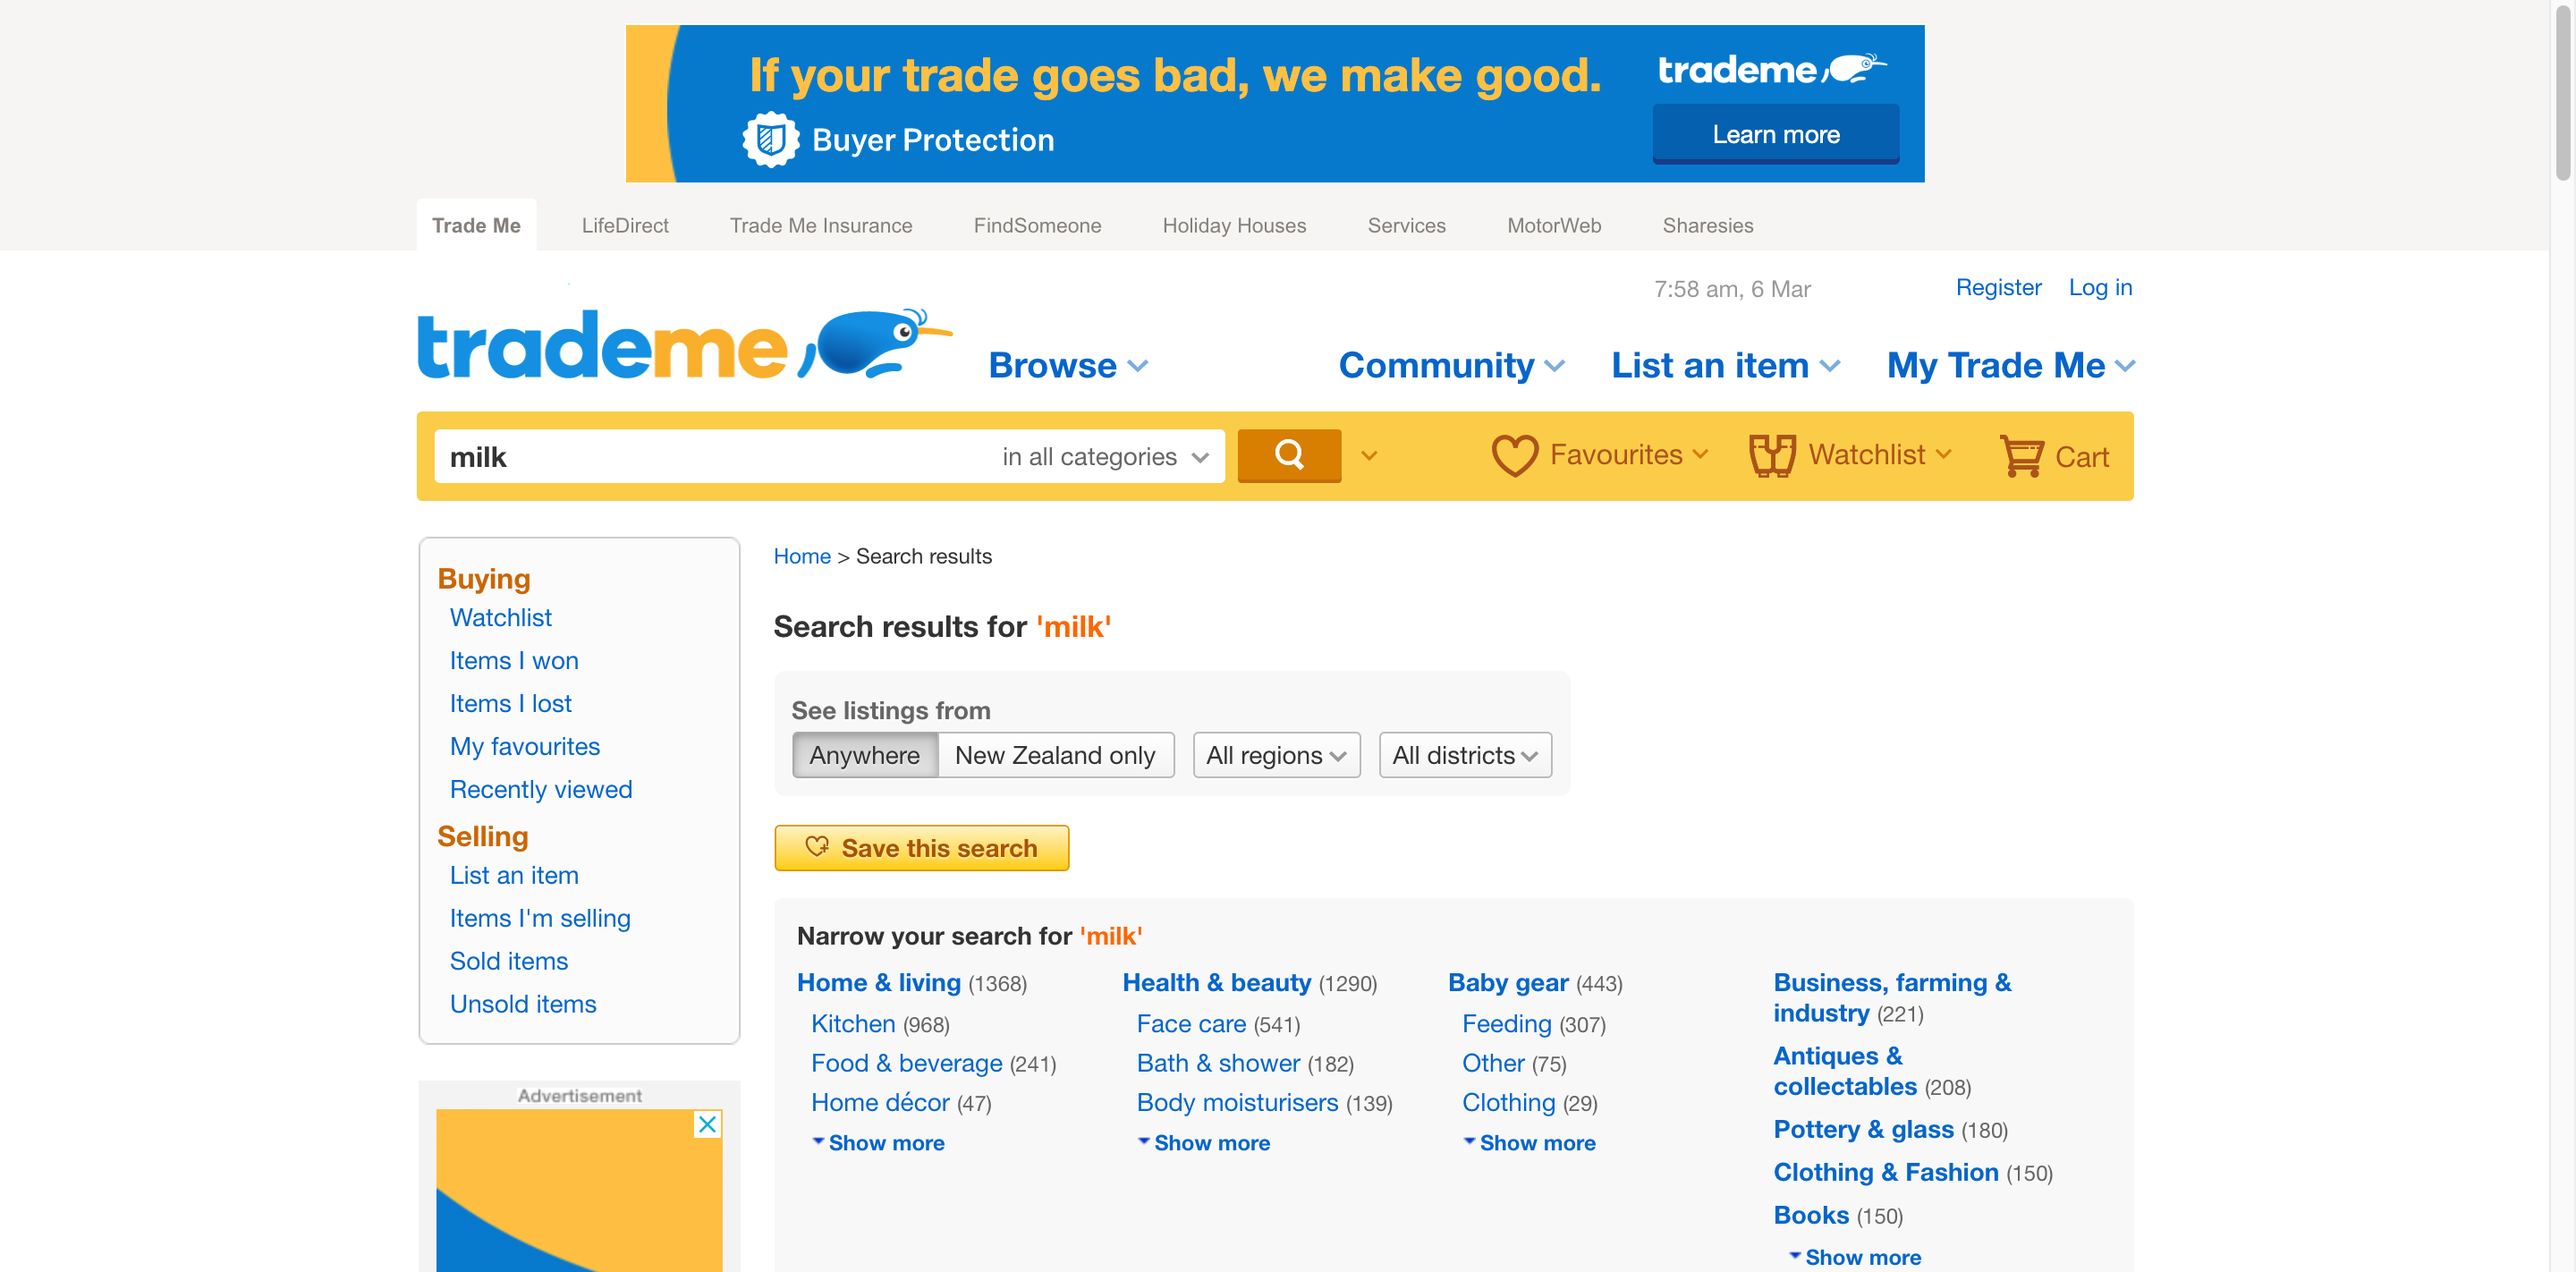 If your trade goes bad, we make good.
Buyer Protection
trademe
Learn more
Trade Me LifeDirect Trade Me Insurance FindSomeone Holiday Houses Services MotorWeb Sharesies
7:58 am, 6 Mar Register Log in
trademe Browse Community List an item My Trade Me
milk in all categories Favourites Watchlist Cart
Buying
Watchlist
Items I won
Items I lost
My favourites
Recently viewed
Selling
List an item
Items I'm selling
Sold items
Unsold items
Advertisement
Home > Search results
Search results for 'milk'
See listings from
Anywhere New Zealand only All regions All districts
Save this search
Narrow your search for 'milk'
Home & living (1368)
Kitchen (968)
Food & beverage (241)
Home décor (47)
Show more
Health & beauty (1290)
Face care (541)
Bath & shower (182)
Body moisturisers (139)
Show more
Baby gear (443)
Feeding (307)
Other (75)
Clothing (29)
Show more
Business, farming &
industry (221)
Antiques &
collectables (208)
Pottery & glass (180)
Clothing & Fashion (150)
Books (150)
Show more